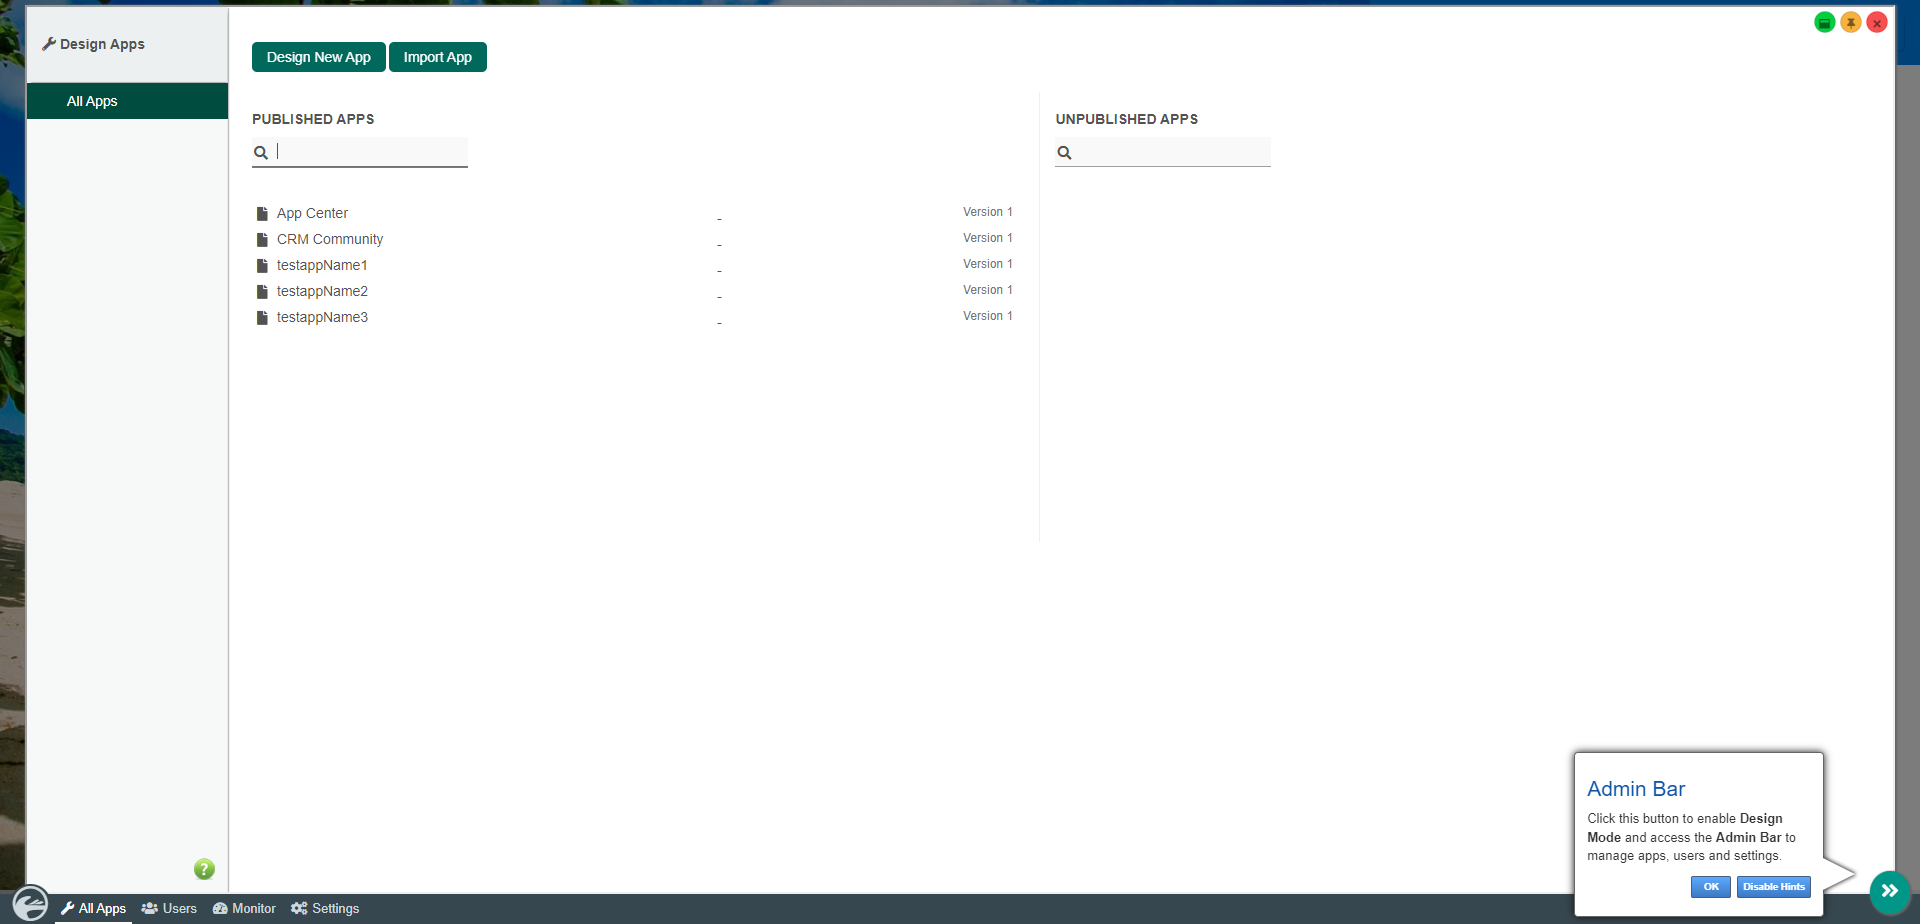 Design Apps
All Apps
Design New App
Import App
PUBLISHED APPS
UNPUBLISHED APPS
App Center
_
Version 1
CRM Community
_
Version 1
testappName1
_
Version 1
testappName2
_
Version 1
testappName3
_
Version 1
Admin Bar
Click this button to enable Design
Mode and access the Admin Bar to
manage apps, users and settings.
OK
Disable Hints
?
All Apps
Users
Monitor
Settings